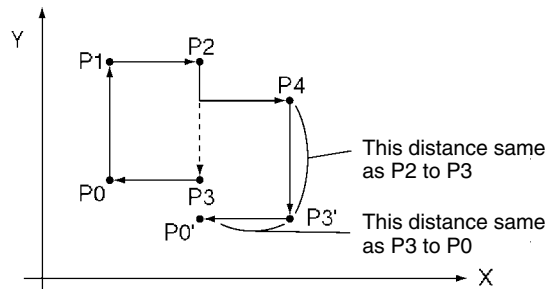 Y
P1
P2
P4
This distance same
as P2 to P3
P0
P3
P0'
P3'
This distance same
as P3 to P0
X